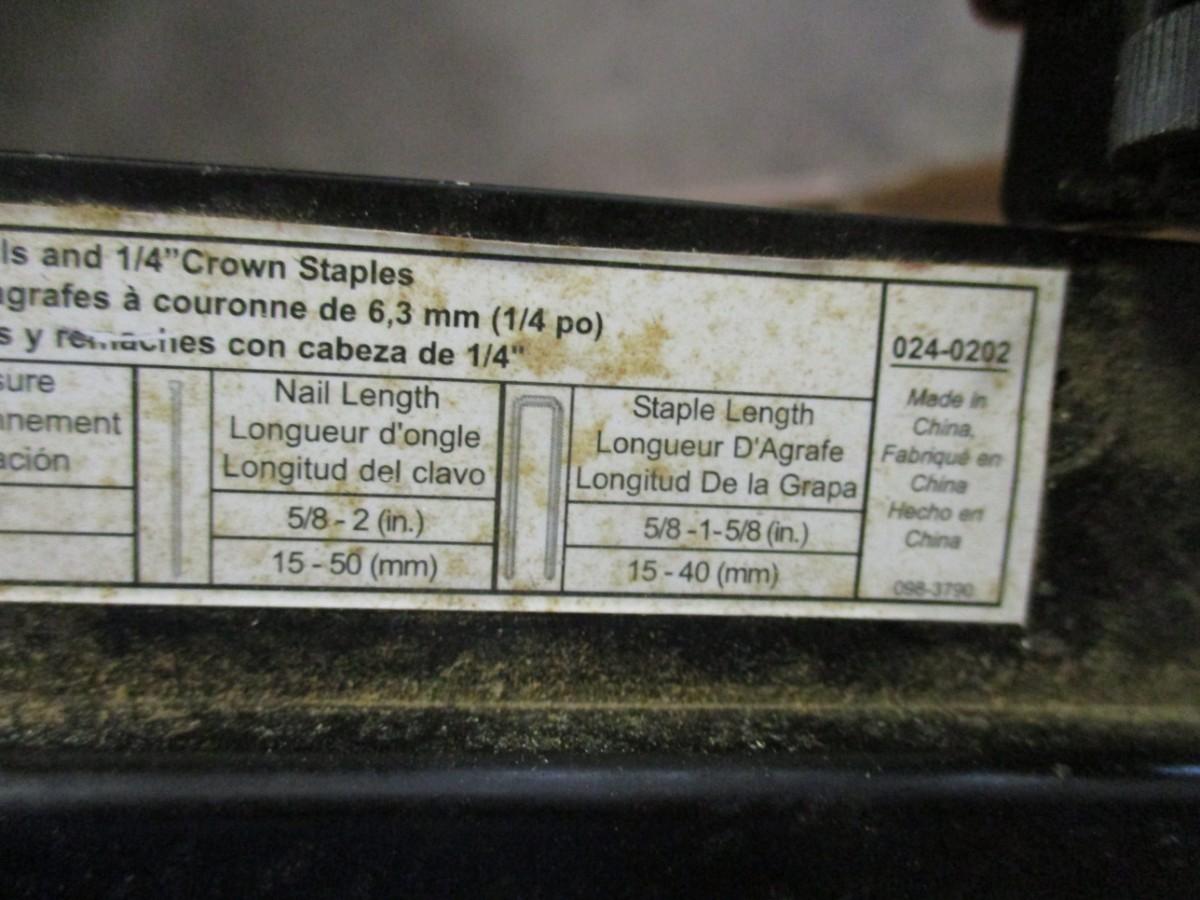 ls and 1/4”Crown Staples
agrafes à couronne de 6,3 mm (1/4 po)
s y remaches con cabeza de 1/4"
sure
nnement
ación
Nail Length
Longueur d'ongle
Longitud del clavo
5/8 - 2 (in.)
15 - 50 (mm)
Staple Length
Longueur D'Agrafe
Longitud De la Grapa
5/8 -1-5/8 (in.)
15 - 40 (mm)
024-0202
Made in
China,
Fabriqué en
China
Hecho en
China
098-3790